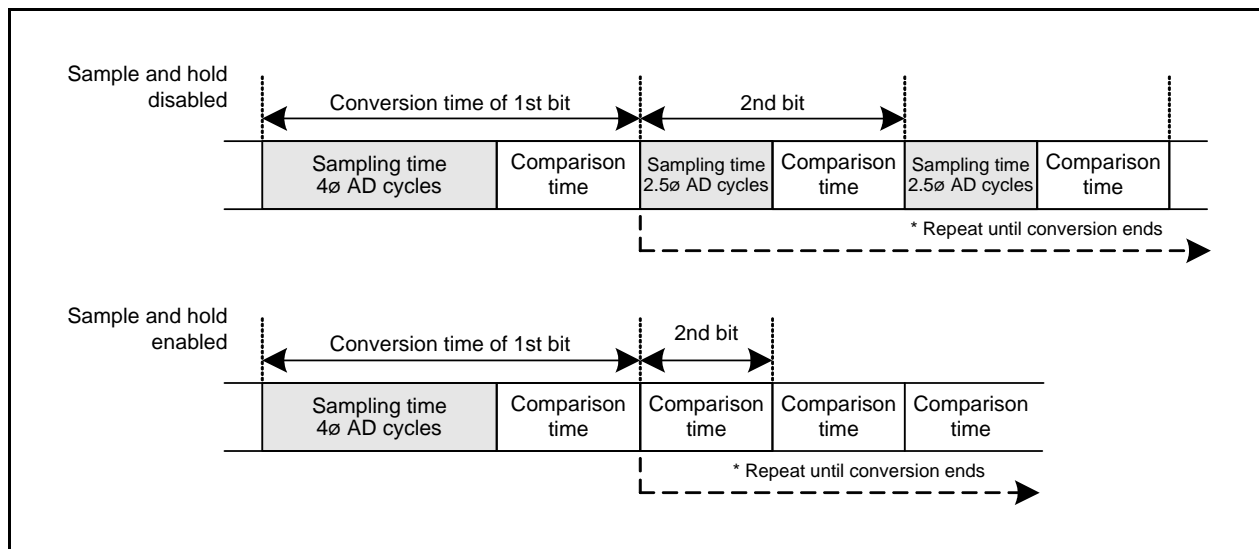 Sample and hold
disabled
Conversion time of 1st bit
2nd bit
Sampling time
4ø AD cycles
Comparison
time
Sampling time
2.5ø AD cycles
Comparison
time
Sampling time
2.5ø AD cycles
Comparison
time
* Repeat until conversion ends
Sample and hold
enabled
Conversion time of 1st bit
2nd bit
Sampling time
4ø AD cycles
Comparison
time
Comparison
time
Comparison
time
Comparison
time
* Repeat until conversion ends